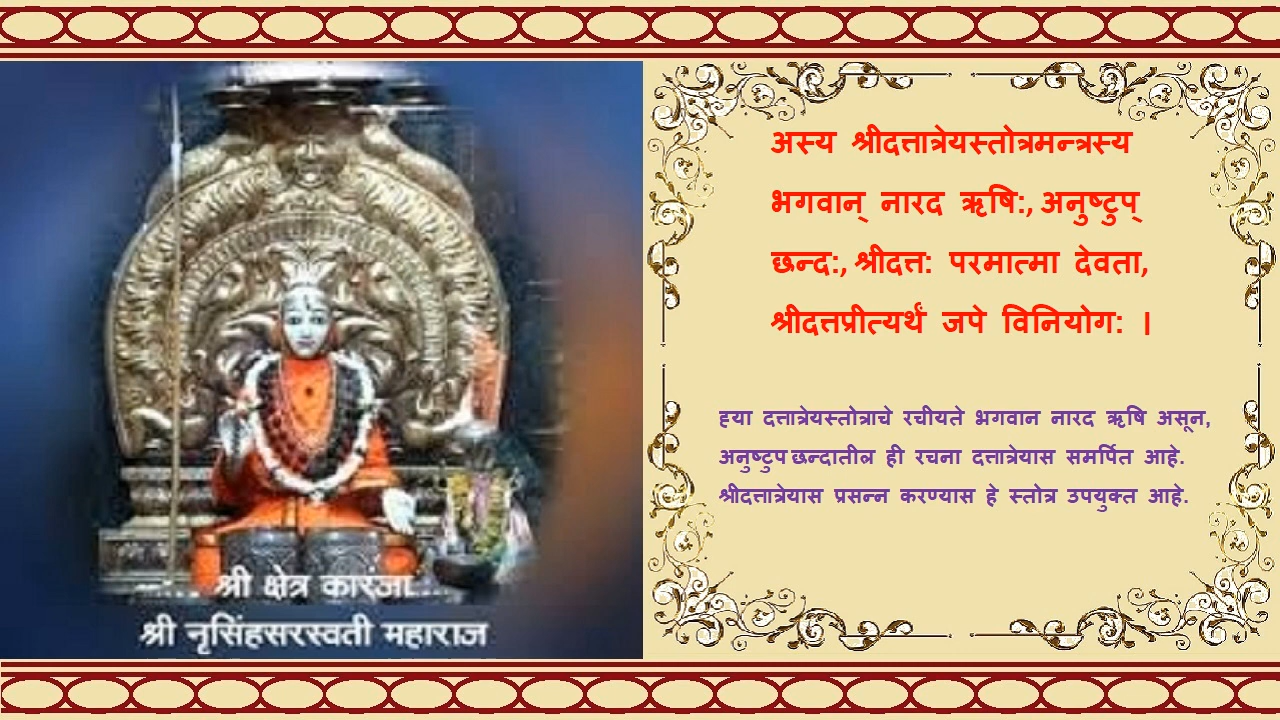 अस्य श्रीदत्तात्रेयस्तोत्रमन्त्रस्य
भगवान् नारद ऋषि:, अनुष्टुप्
छन्द:, श्रीदत्त: परमात्मा देवता,
श्रीदत्तप्रीत्यर्थं जपे विनियोग: ।
ह्या दत्तात्रेयस्तोत्राचे रचीयते भगवान नारद ऋषि असून,
अनुष्टुप छन्दातील ही रचना दत्तात्रेयास समर्पित आहे.
श्रीदत्तात्रेयास प्रसन्न करण्यास हे स्तोत्र उपयुक्त आहे.
श्री क्षेत्र कारंजा
श्री नृसिंहसरस्वती महाराज